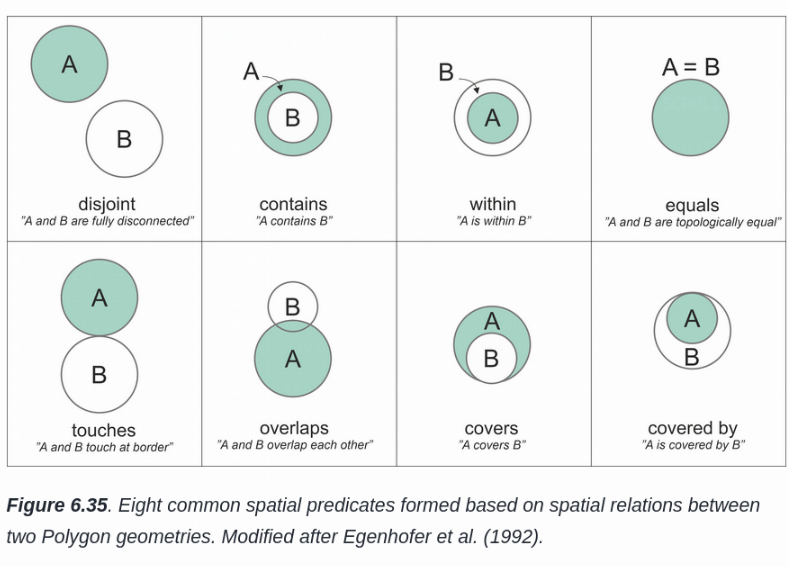 A
B
disjoint
"A and B are fully disconnected"
A
B
contains
"A contains B"
B
A
within
"A is within B"
A = B
equals
"A and B are topologically equal"
A
B
touches
"A and B touch at border"
B
A
overlaps
"A and B overlap each other"
A
B
covers
"A covers B"
A
B
covered by
"A is covered by B"
Figure 6.35. Eight common spatial predicates formed based on spatial relations between
two Polygon geometries. Modified after Egenhofer et al. (1992).